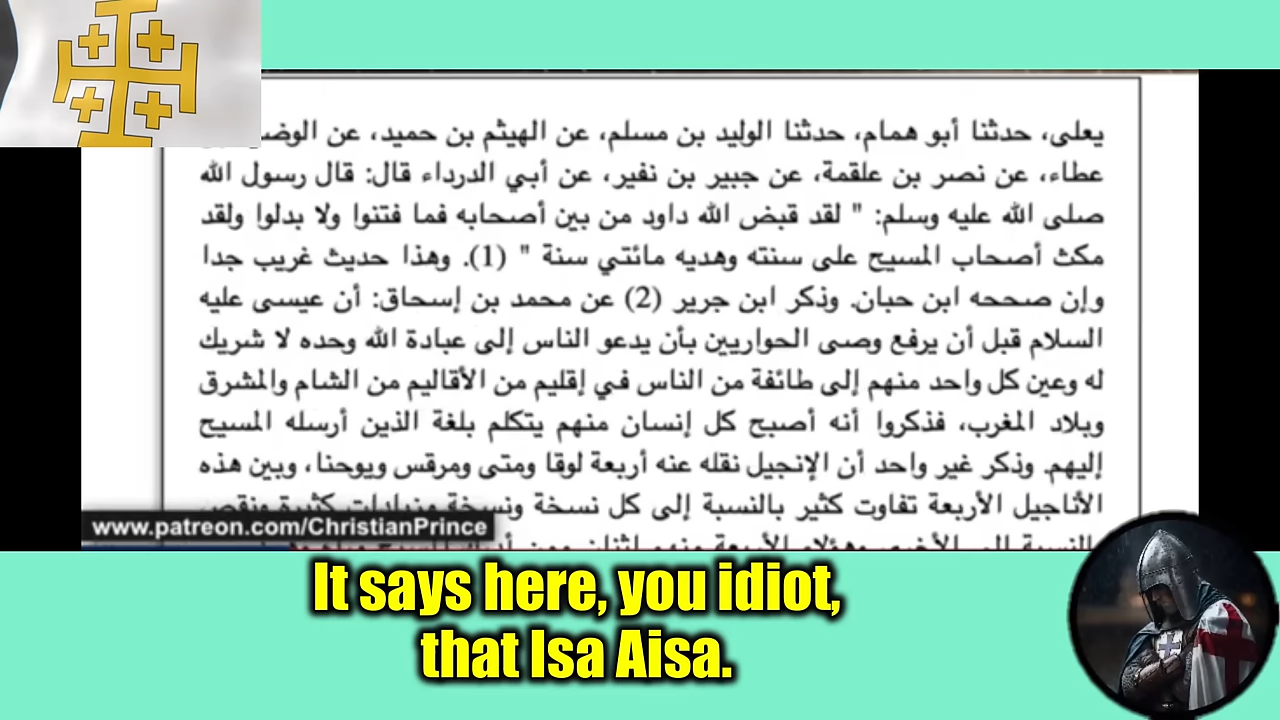 يعلى، حدثنا أبو همام، حدثنا الوليد بن مسلم، عن الهيثم بن حميد، عن
عطاء، عن نصر بن علقمة، عن جبير بن نفير، عن أبي الدرداء قال: قال رسول الله
صلى الله عليه وسلم: " لقد قبض الله داود من بين أصحابه فما فتنوا ولا بدلوا ولقد
مكث أصحاب المسيح على سنته وهديه مائتي سنة " (1). وهذا حديث غريب جدا
وإن صححه ابن حبان. وذكر ابن جرير (2) عن محمد بن إسحاق: أن عيسى عليه
السلام قبل أن يرفع وصى الحواريين بأن يدعو الناس إلى عبادة الله وحده لا شريك
له وعين كل واحد منهم إلى طائفة من الناس في إقليم من الأقاليم من الشام والمشرق
وبلاد المغرب، فذكروا أنه أصبح كل إنسان منهم يتكلم بلغة الذين أرسله المسيح
إليهم. وذكر غير واحد أن الإنجيل نقله عنه أربعة لوقا ومتى ومرقس ويوحنا، وبين هذه
الأناجيل الأربعة تفاوت كثير بالنسبة إلى كل نسخة ونسخة وزيادات كثيرة ونقص
www.patreon.com/ChristianPrince
It says here, you idiot,
that Isa Aisa.